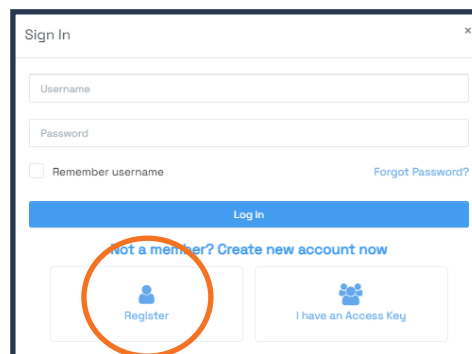 Sign In ×
Username
Password
Remember username Forgot Password?
Log in
Not a member? Create new account now
Register I have an Access Key